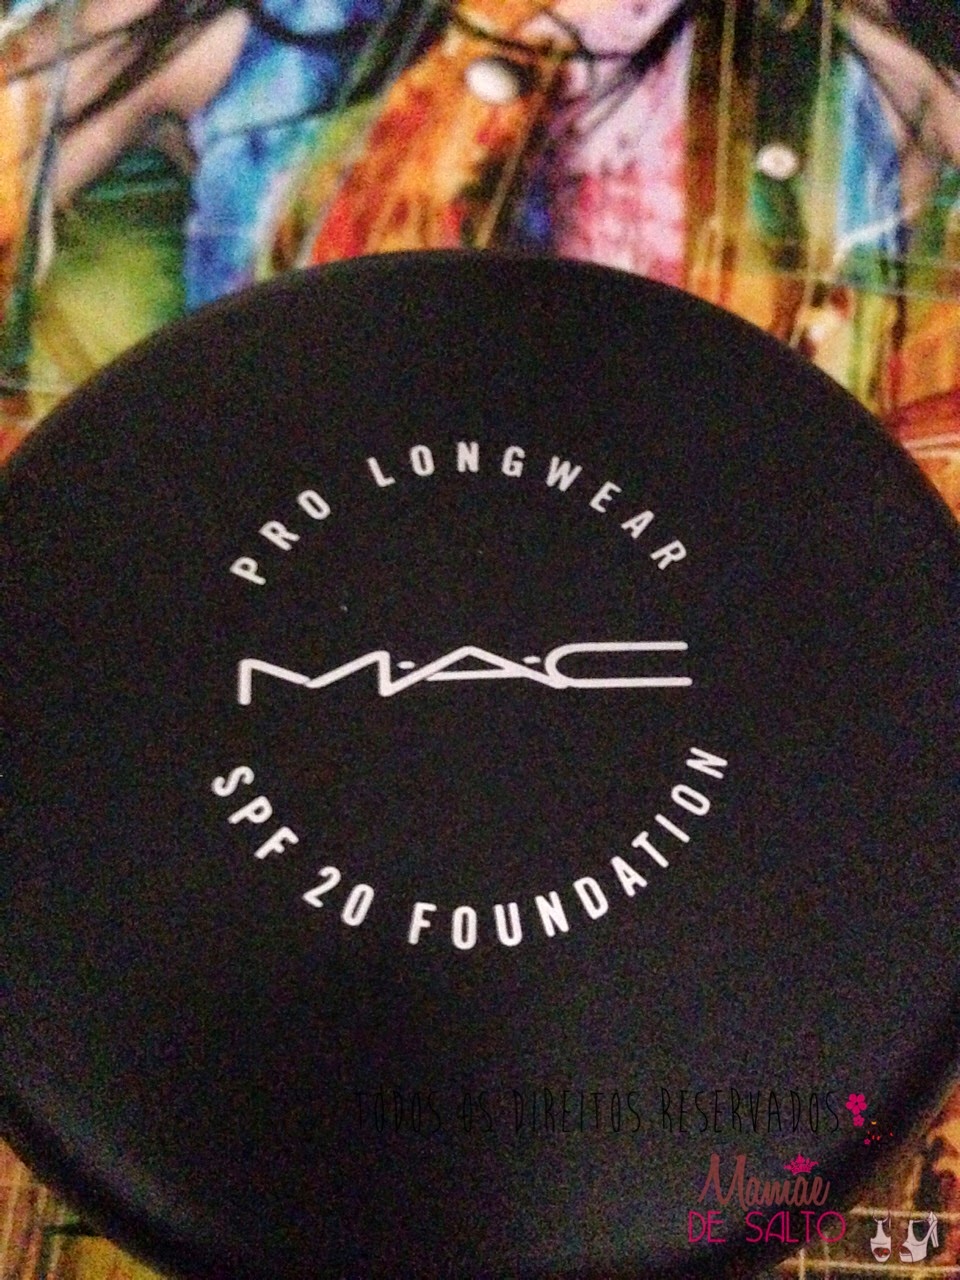 PRO LONGWEAR
M·A·C
SPF 20 FOUNDATION
TODOS OS DIREITOS RESERVADOS
Mamãe
DE SALTO